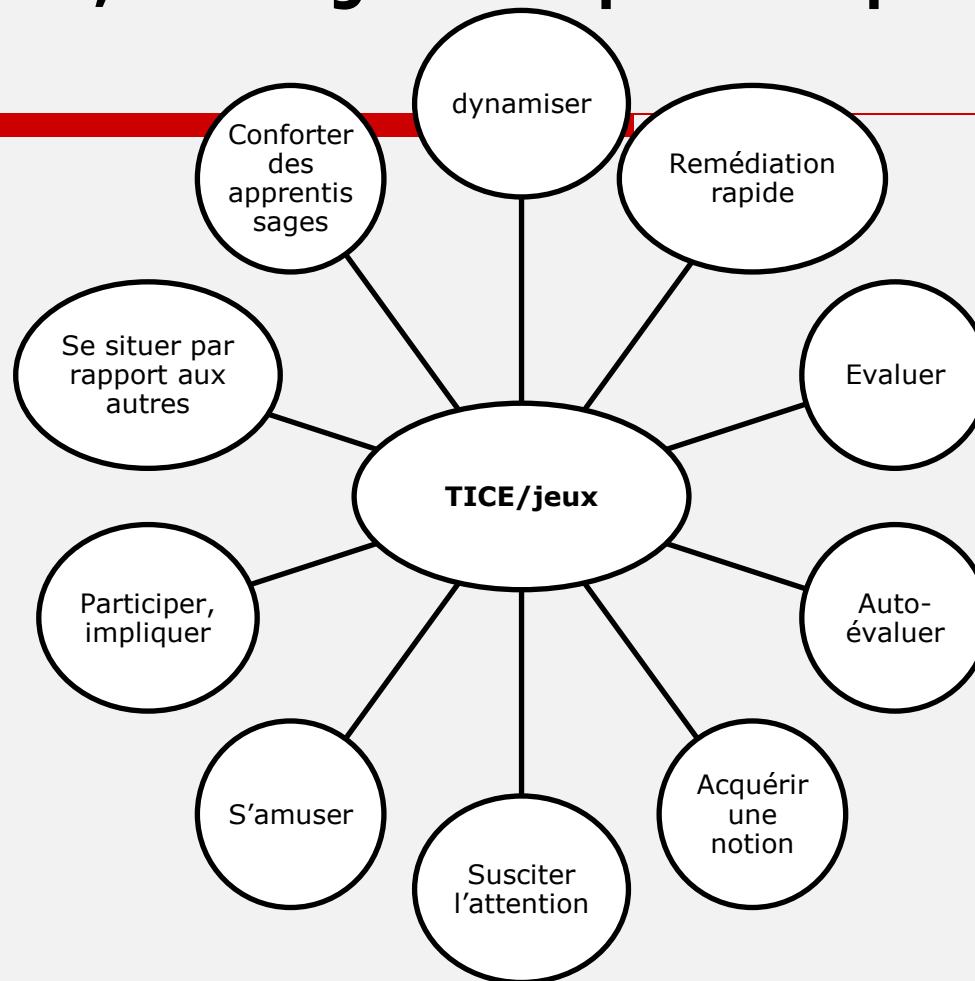 dynamiser
Conforter
des
apprentis
sages
Remédiation
rapide
Se situer par
rapport aux
autres
Evaluer
TICE/jeux
Participer,
impliquer
Auto-
évaluer
S’amuser
Acquérir
une
notion
Susciter
l’attention